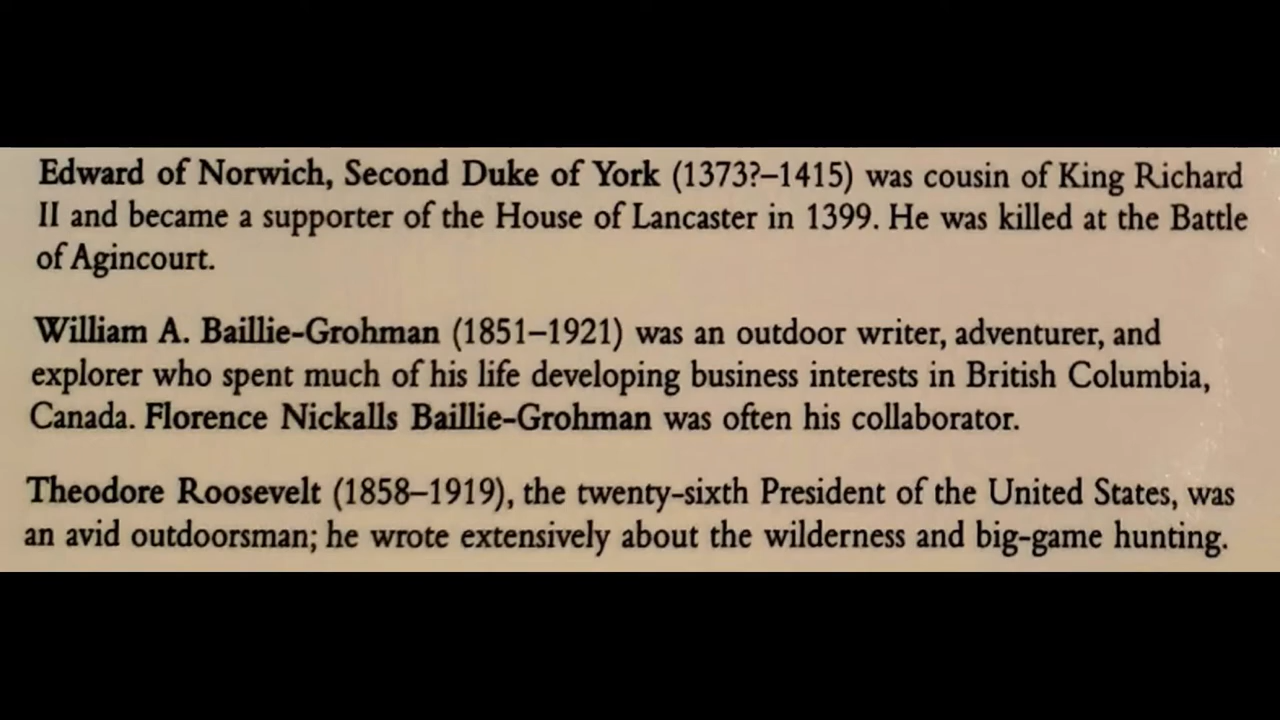 Edward of Norwich, Second Duke of York (1373?–1415) was cousin of King Richard
II and became a supporter of the House of Lancaster in 1399. He was killed at the Battle
of Agincourt.
William A. Baillie-Grohman (1851–1921) was an outdoor writer, adventurer, and
explorer who spent much of his life developing business interests in British Columbia,
Canada. Florence Nickalls Baillie-Grohman was often his collaborator.
Theodore Roosevelt (1858–1919), the twenty-sixth President of the United States, was
an avid outdoorsman; he wrote extensively about the wilderness and big-game hunting.